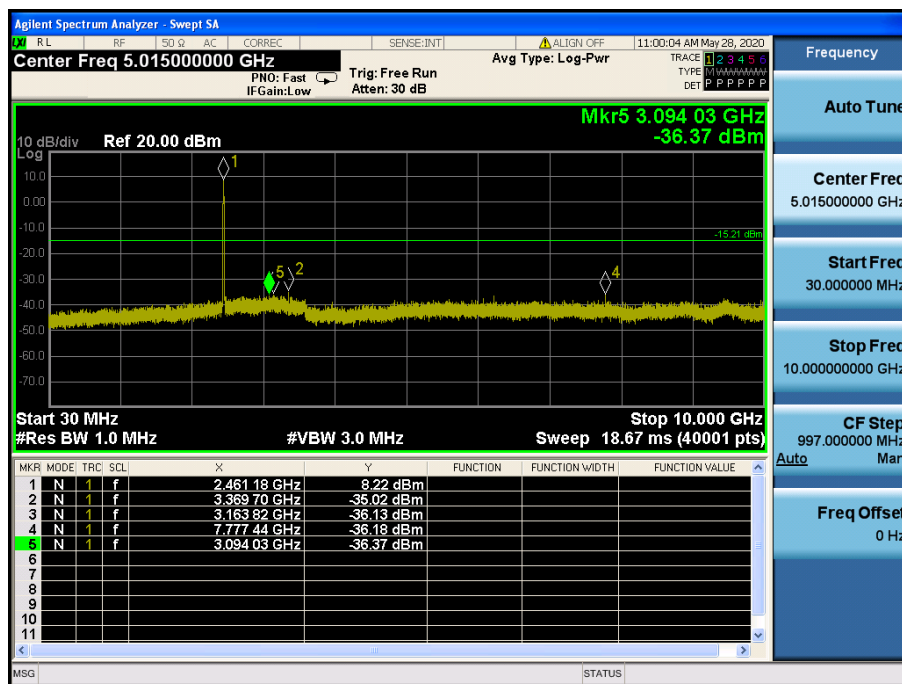 Agilent Spectrum Analyzer - Swept SA
LXI RL RF 50 Ω AC CORREC SENSE:INT ALIGN OFF 11:00:04 AM May 28, 2020
Center Freq 5.015000000 GHz
PNO: Fast
IFGain:Low
Trig: Free Run
Atten: 30 dB
Avg Type: Log-Pwr
TRACE 1 2 3 4 5 6
TYPE M
DET P P P P P P
Mkr5 3.094 03 GHz
-36.37 dBm
10 dB/div Ref 20.00 dBm
Log
10.0
0.00
-10.0
-20.0
-30.0
-40.0
-50.0
-60.0
-70.0
1
-15.21 dBm
5
2
4
Start 30 MHz Stop 10.000 GHz
#Res BW 1.0 MHz #VBW 3.0 MHz Sweep 18.67 ms (40001 pts)
MKR MODE TRC SCL X Y FUNCTION FUNCTION WIDTH FUNCTION VALUE
1 N 1 f 2.461 18 GHz 8.22 dBm
2 N 1 f 3.369 70 GHz -35.02 dBm
3 N 1 f 3.163 82 GHz -36.13 dBm
4 N 1 f 7.777 44 GHz -36.18 dBm
5 N 1 f 3.094 03 GHz -36.37 dBm
6
7
8
9
10
11
MSG STATUS
Frequency
Auto Tune
Center Freq
5.015000000 GHz
Start Freq
30.000000 MHz
Stop Freq
10.000000000 GHz
CF Step
997.000000 MHz
Auto Man
Freq Offset
0 Hz